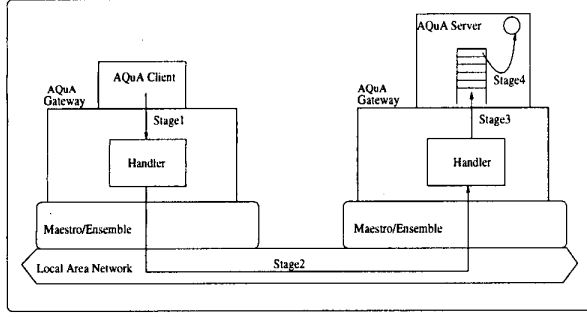 AQuA Server
AQuA Client
Stage4
AQuA
Gateway
AQuA
Gateway
Stage1
Stage3
Handler
Handler
Maestro/Ensemble
Maestro/Ensemble
Local Area Network
Stage2